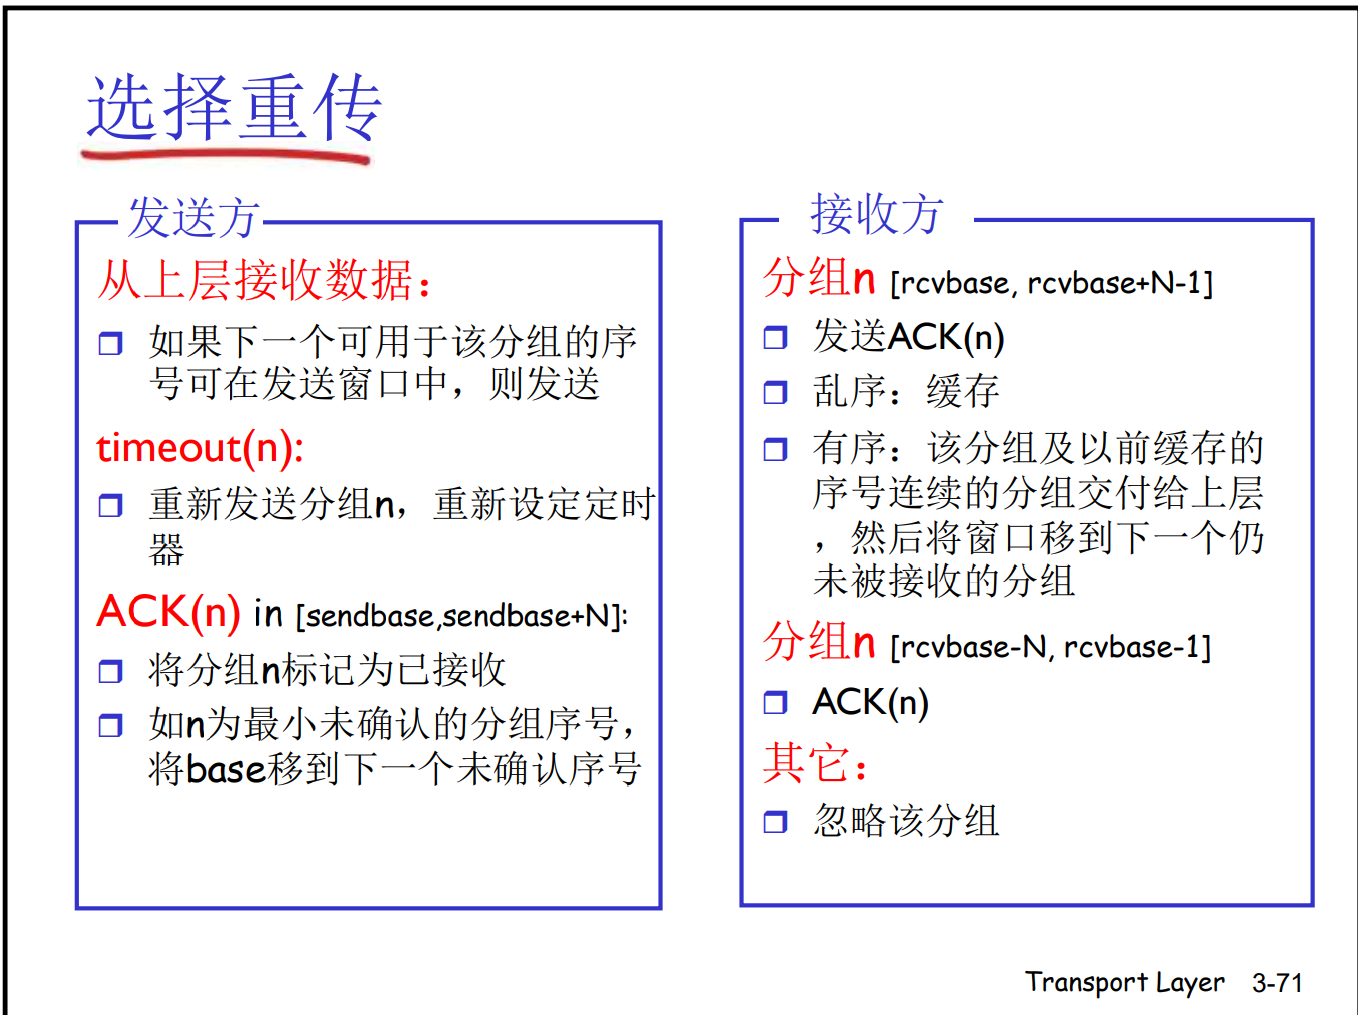 选择重传
发送方
从上层接收数据：
如果下一个可用于该分组的序
号可在发送窗口中，则发送
timeout(n):
重新发送分组n，重新设定定时
器
ACK(n) in [sendbase,sendbase+N]:
将分组n标记为已接收
如n为最小未确认的分组序号，
将base移到下一个未确认序号
接收方
分组n [rcvbase, rcvbase+N-1]
发送ACK(n)
乱序：缓存
有序：该分组及以前缓存的
序号连续的分组交付给上层
，然后将窗口移到下一个仍
未被接收的分组
分组n [rcvbase-N, rcvbase-1]
ACK(n)
其它：
忽略该分组
Transport Layer 3-71